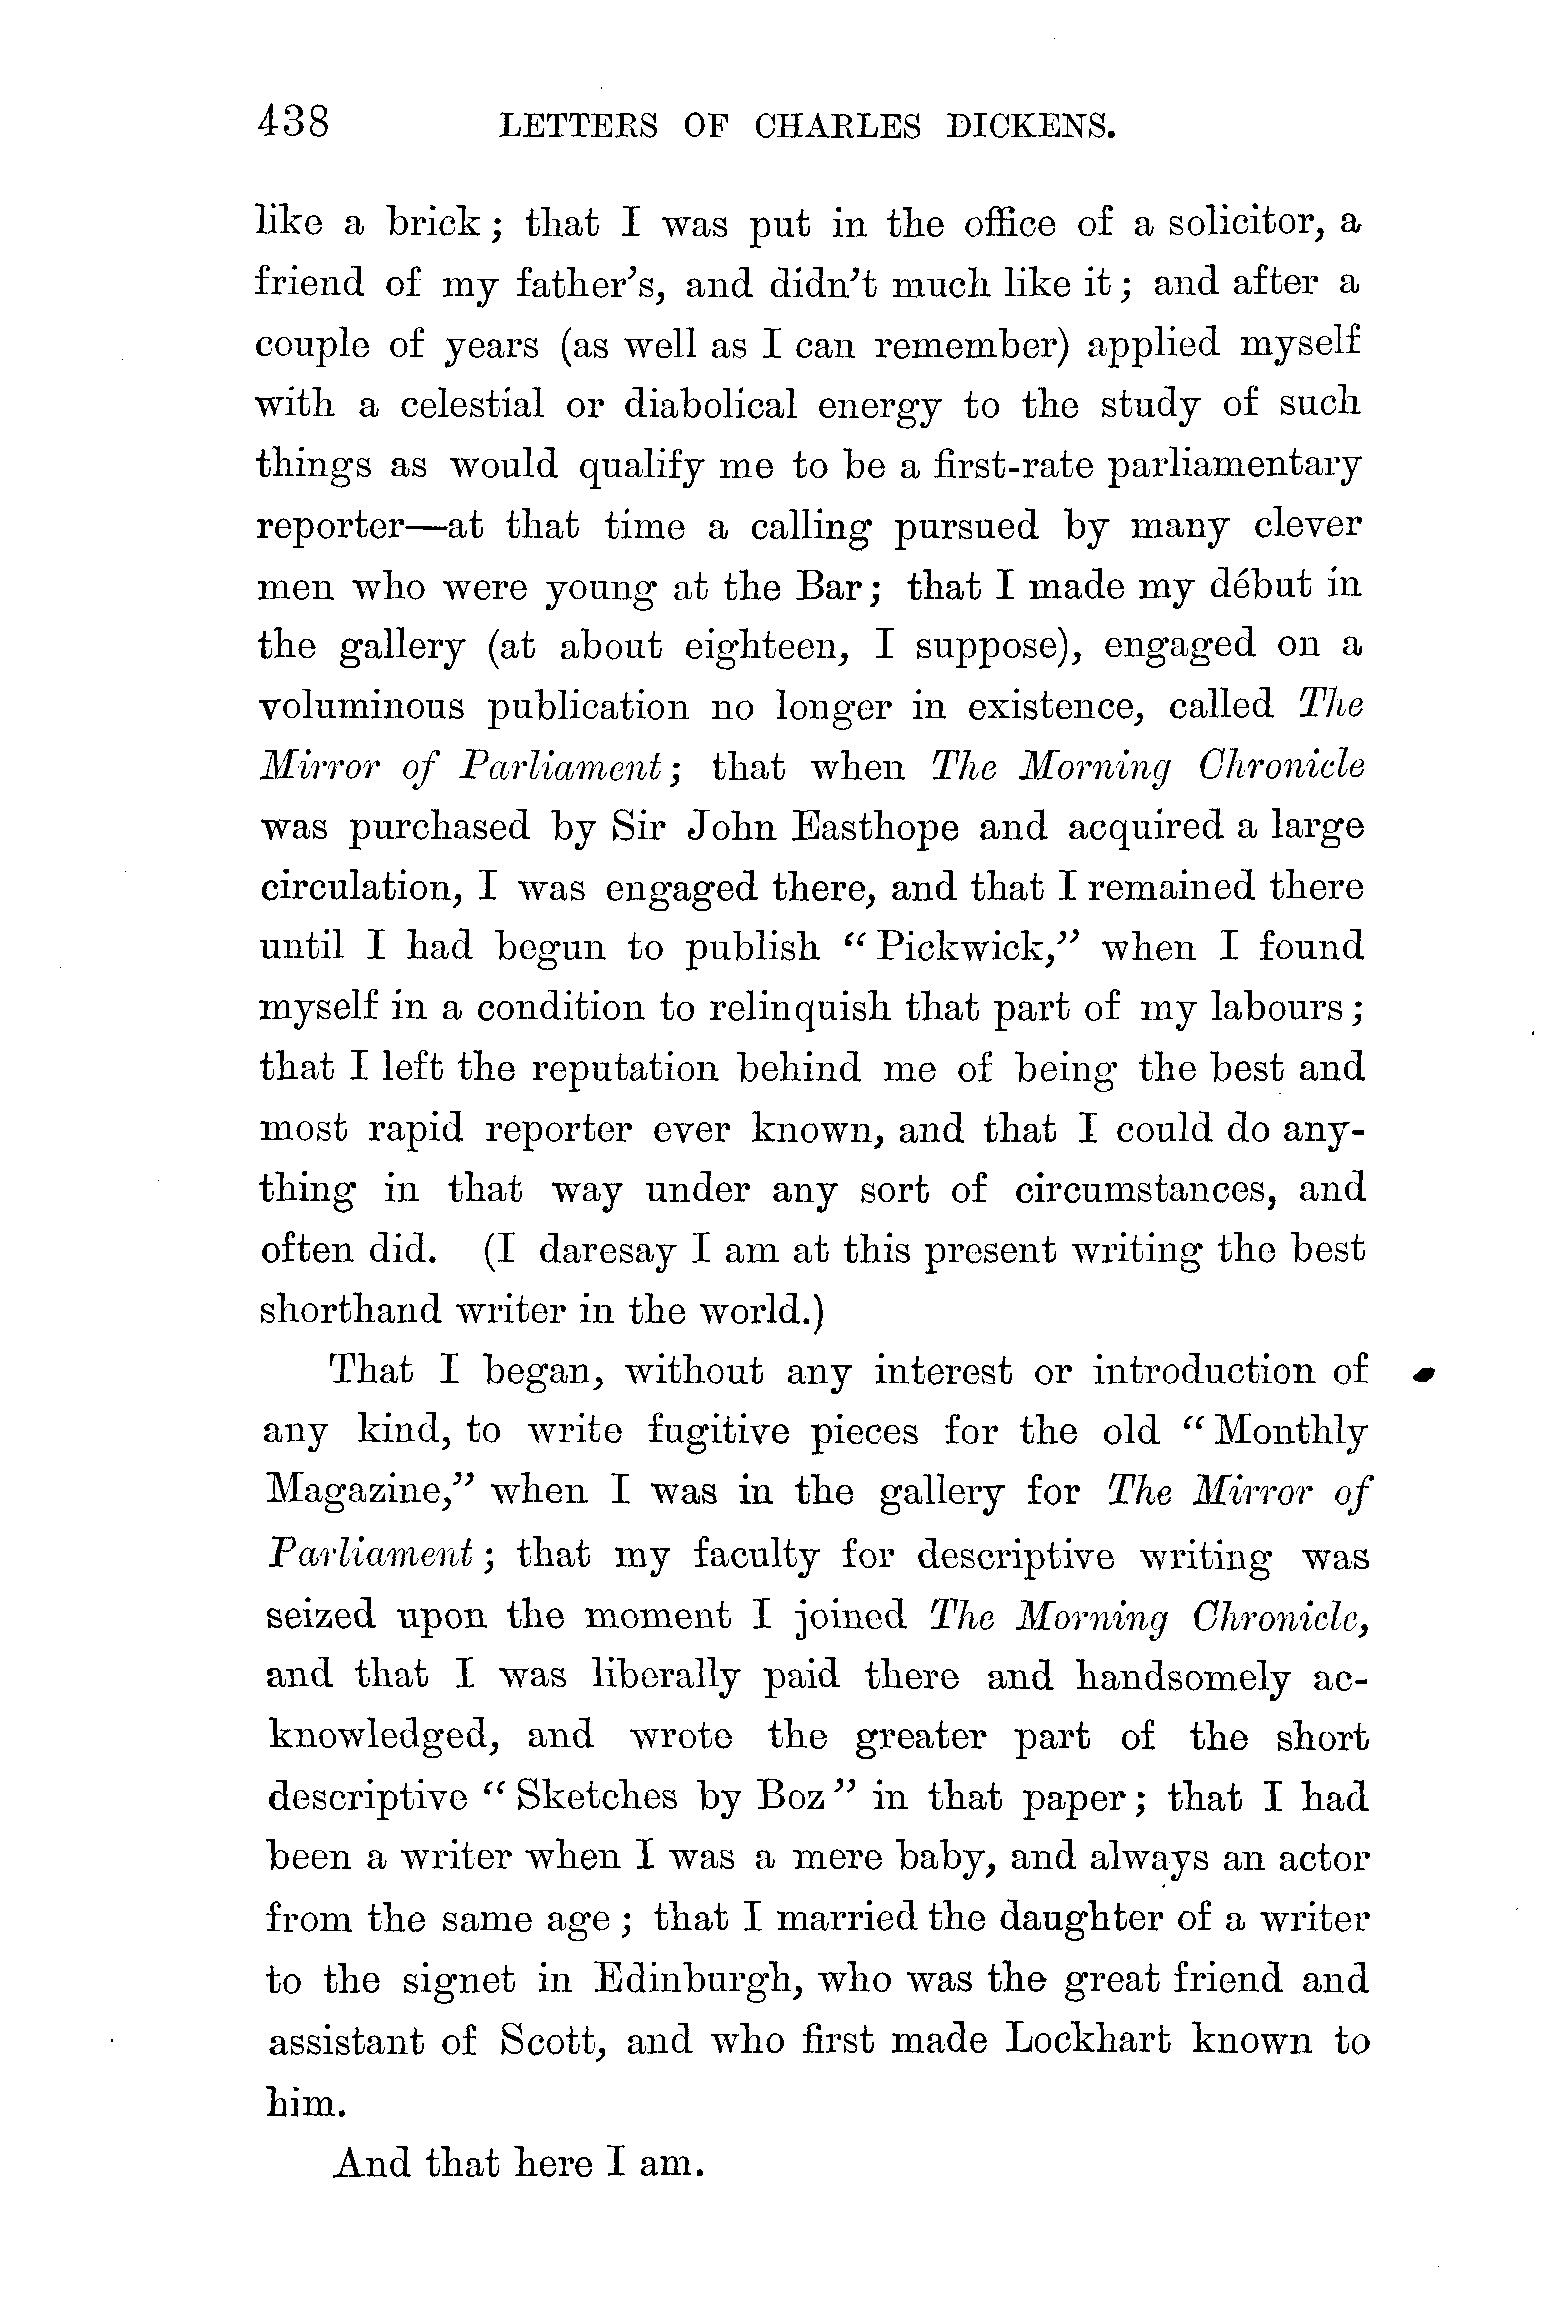 438 LETTERS OF CHARLES DICKENS.
like a brick; that I was put in the office of a solicitor, a
friend of my father's, and didn't much like it; and after a
couple of years (as well as I can remember) applied myself
with a celestial or diabolical energy to the study of such
things as would qualify me to be a first-rate parliamentary
reporter—at that time a calling pursued by many clever
men who were young at the Bar; that I made my début in
the gallery (at about eighteen, I suppose), engaged on a
voluminous publication no longer in existence, called The
Mirror of Parliament; that when The Morning Chronicle
was purchased by Sir John Easthope and acquired a large
circulation, I was engaged there, and that I remained there
until I had begun to publish "Pickwick," when I found
myself in a condition to relinquish that part of my labours;
that I left the reputation behind me of being the best and
most rapid reporter ever known, and that I could do any-
thing in that way under any sort of circumstances, and
often did. (I daresay I am at this present writing the best
shorthand writer in the world.)
That I began, without any interest or introduction of
any kind, to write fugitive pieces for the old "Monthly
Magazine," when I was in the gallery for The Mirror of
Parliament; that my faculty for descriptive writing was
seized upon the moment I joined The Morning Chronicle,
and that I was liberally paid there and handsomely ac-
knowledged, and wrote the greater part of the short
descriptive "Sketches by Boz" in that paper; that I had
been a writer when I was a mere baby, and always an actor
from the same age; that I married the daughter of a writer
to the signet in Edinburgh, who was the great friend and
assistant of Scott, and who first made Lockhart known to
him.
And that here I am.